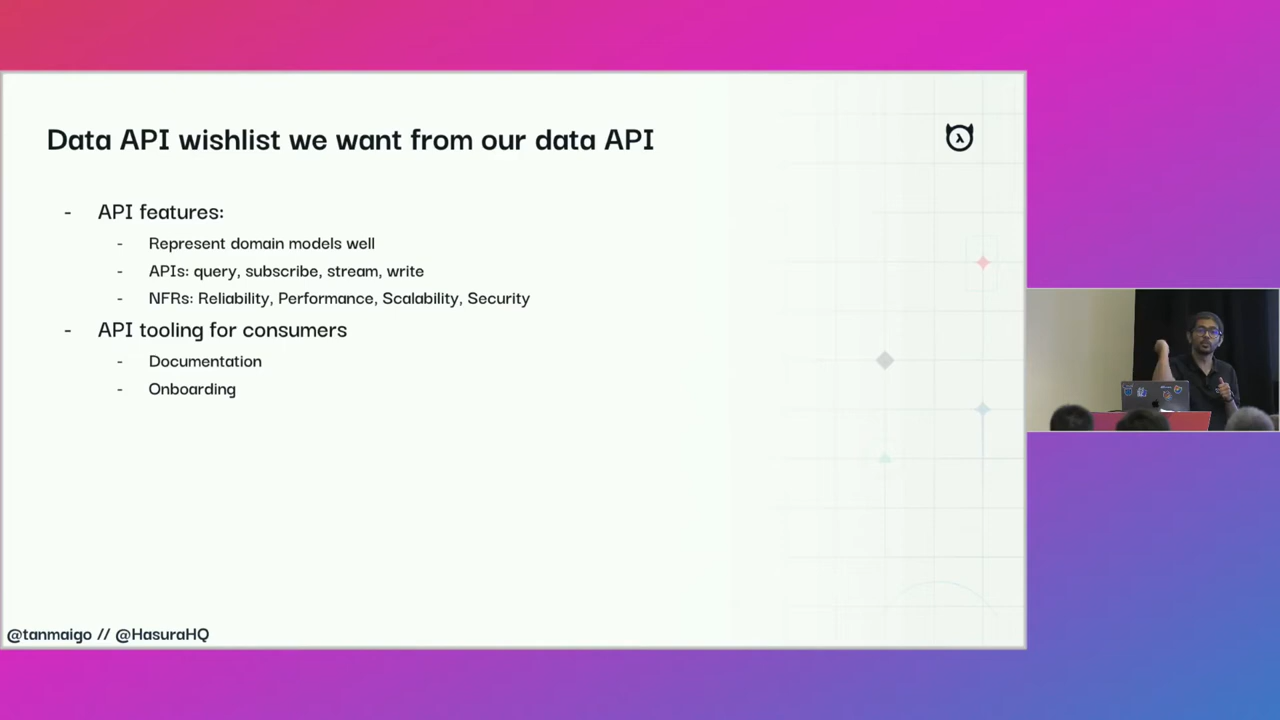 Data API wishlist we want from our data API
- API features:
- Represent domain models well
- APIs: query, subscribe, stream, write
- NFRs: Reliability, Performance, Scalability, Security
- API tooling for consumers
- Documentation
- Onboarding
@tanmaigo // @HasuraHQ